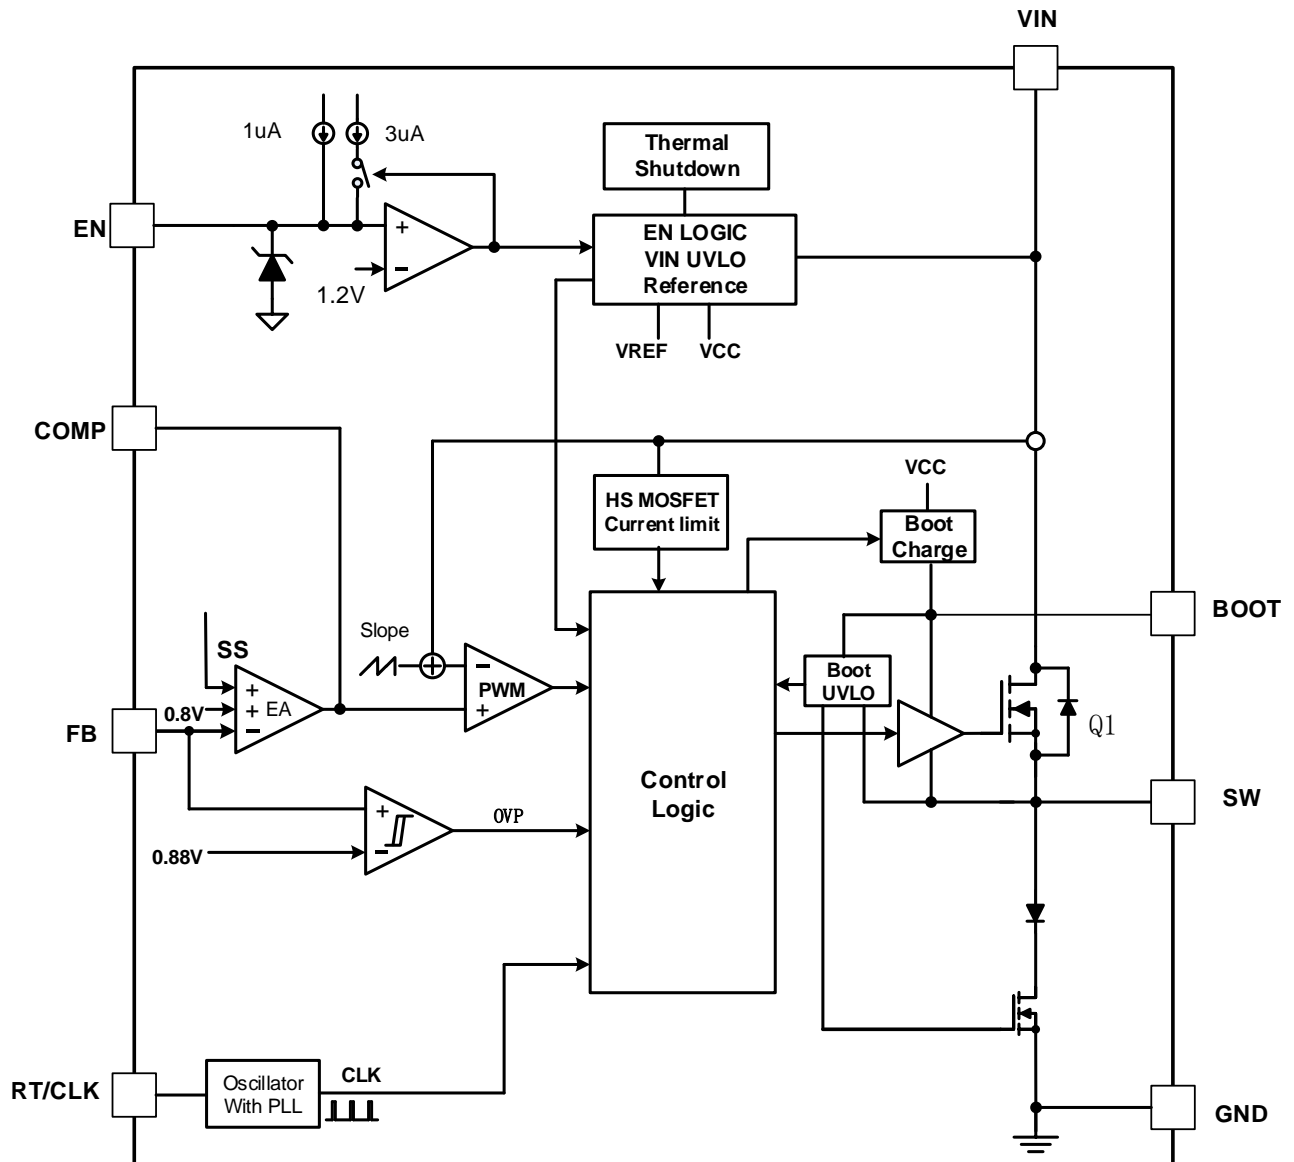 VIN
1uA
3uA
Thermal
Shutdown
EN
+
−
1.2V
EN LOGIC
VIN UVLO
Reference
VREF
VCC
COMP
HS MOSFET
Current limit
VCC
Boot
Charge
BOOT
Slope
SS
+
+
−
EA
0.8V
FB
−
+
PWM
Boot
UVLO
Q1
Control
Logic
SW
+
−
OVP
0.88V
RT/CLK
Oscillator
With PLL
CLK
GND